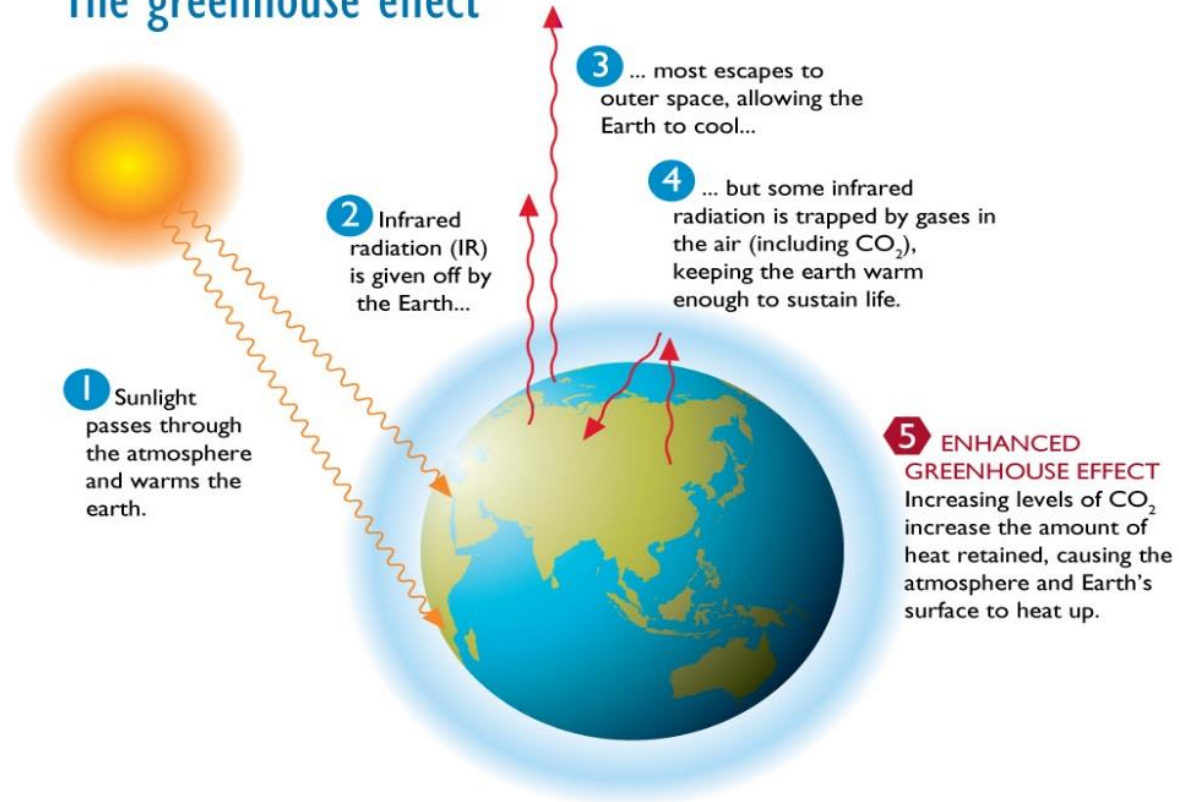 The greenhouse effect
3 ... most escapes to
outer space, allowing the
Earth to cool...
4 ... but some infrared
radiation is trapped by gases in
the air (including CO₂),
keeping the earth warm
enough to sustain life.
2 Infrared
radiation (IR)
is given off by
the Earth...
1 Sunlight
passes through
the atmosphere
and warms the
earth.
5 ENHANCED
GREENHOUSE EFFECT
Increasing levels of CO₂
increase the amount of
heat retained, causing the
atmosphere and Earth's
surface to heat up.